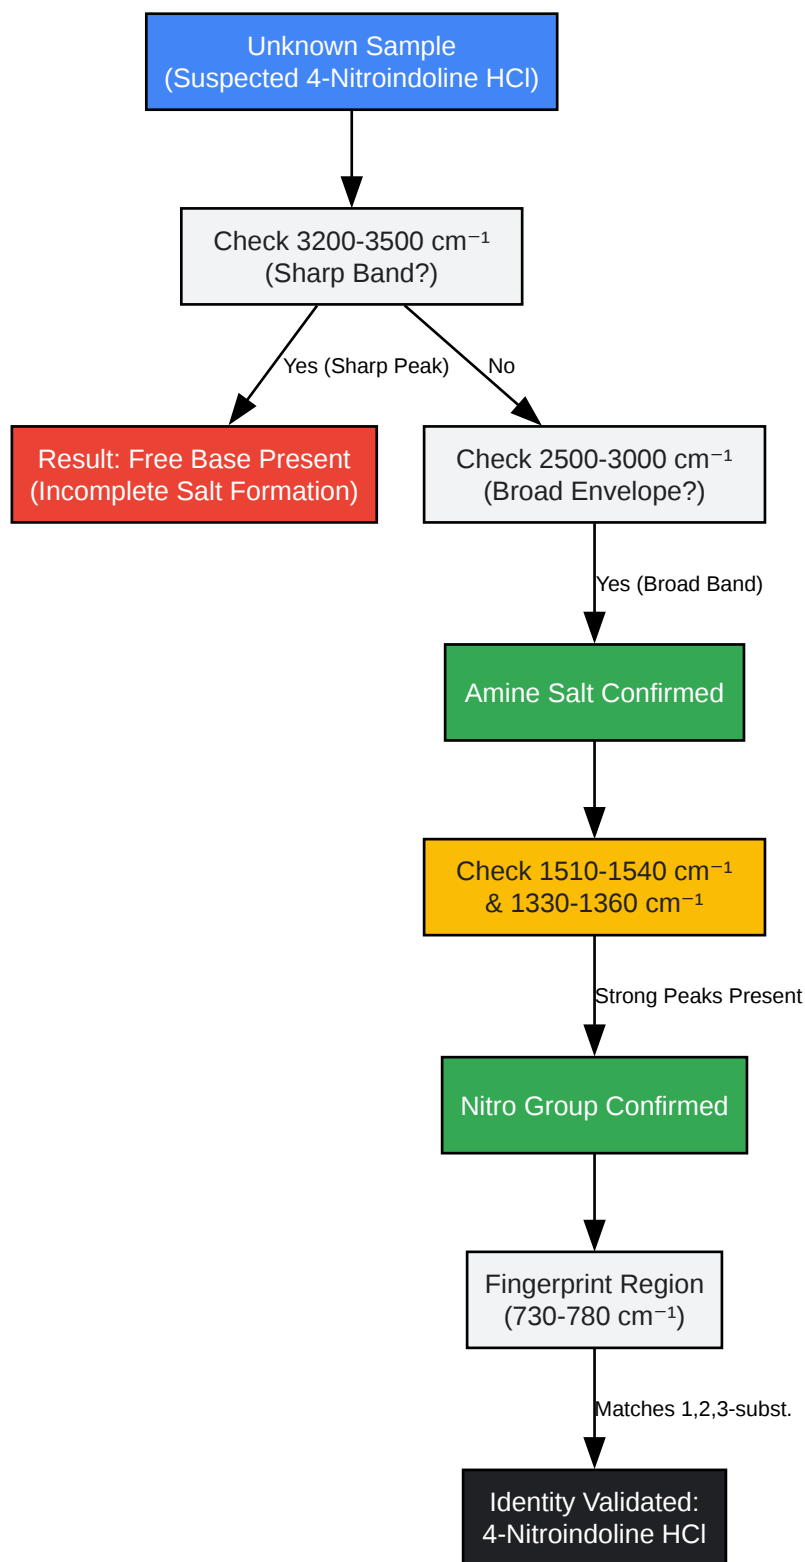 Unknown Sample
(Suspected 4-Nitroindoline HCl)
Check 3200-3500 cm⁻¹
(Sharp Band?)
Yes (Sharp Peak)
No
Result: Free Base Present
(Incomplete Salt Formation)
Check 2500-3000 cm⁻¹
(Broad Envelope?)
Yes (Broad Band)
Amine Salt Confirmed
Check 1510-1540 cm⁻¹
& 1330-1360 cm⁻¹
Strong Peaks Present
Nitro Group Confirmed
Fingerprint Region
(730-780 cm⁻¹)
Matches 1,2,3-subst.
Identity Validated:
4-Nitroindoline HCl